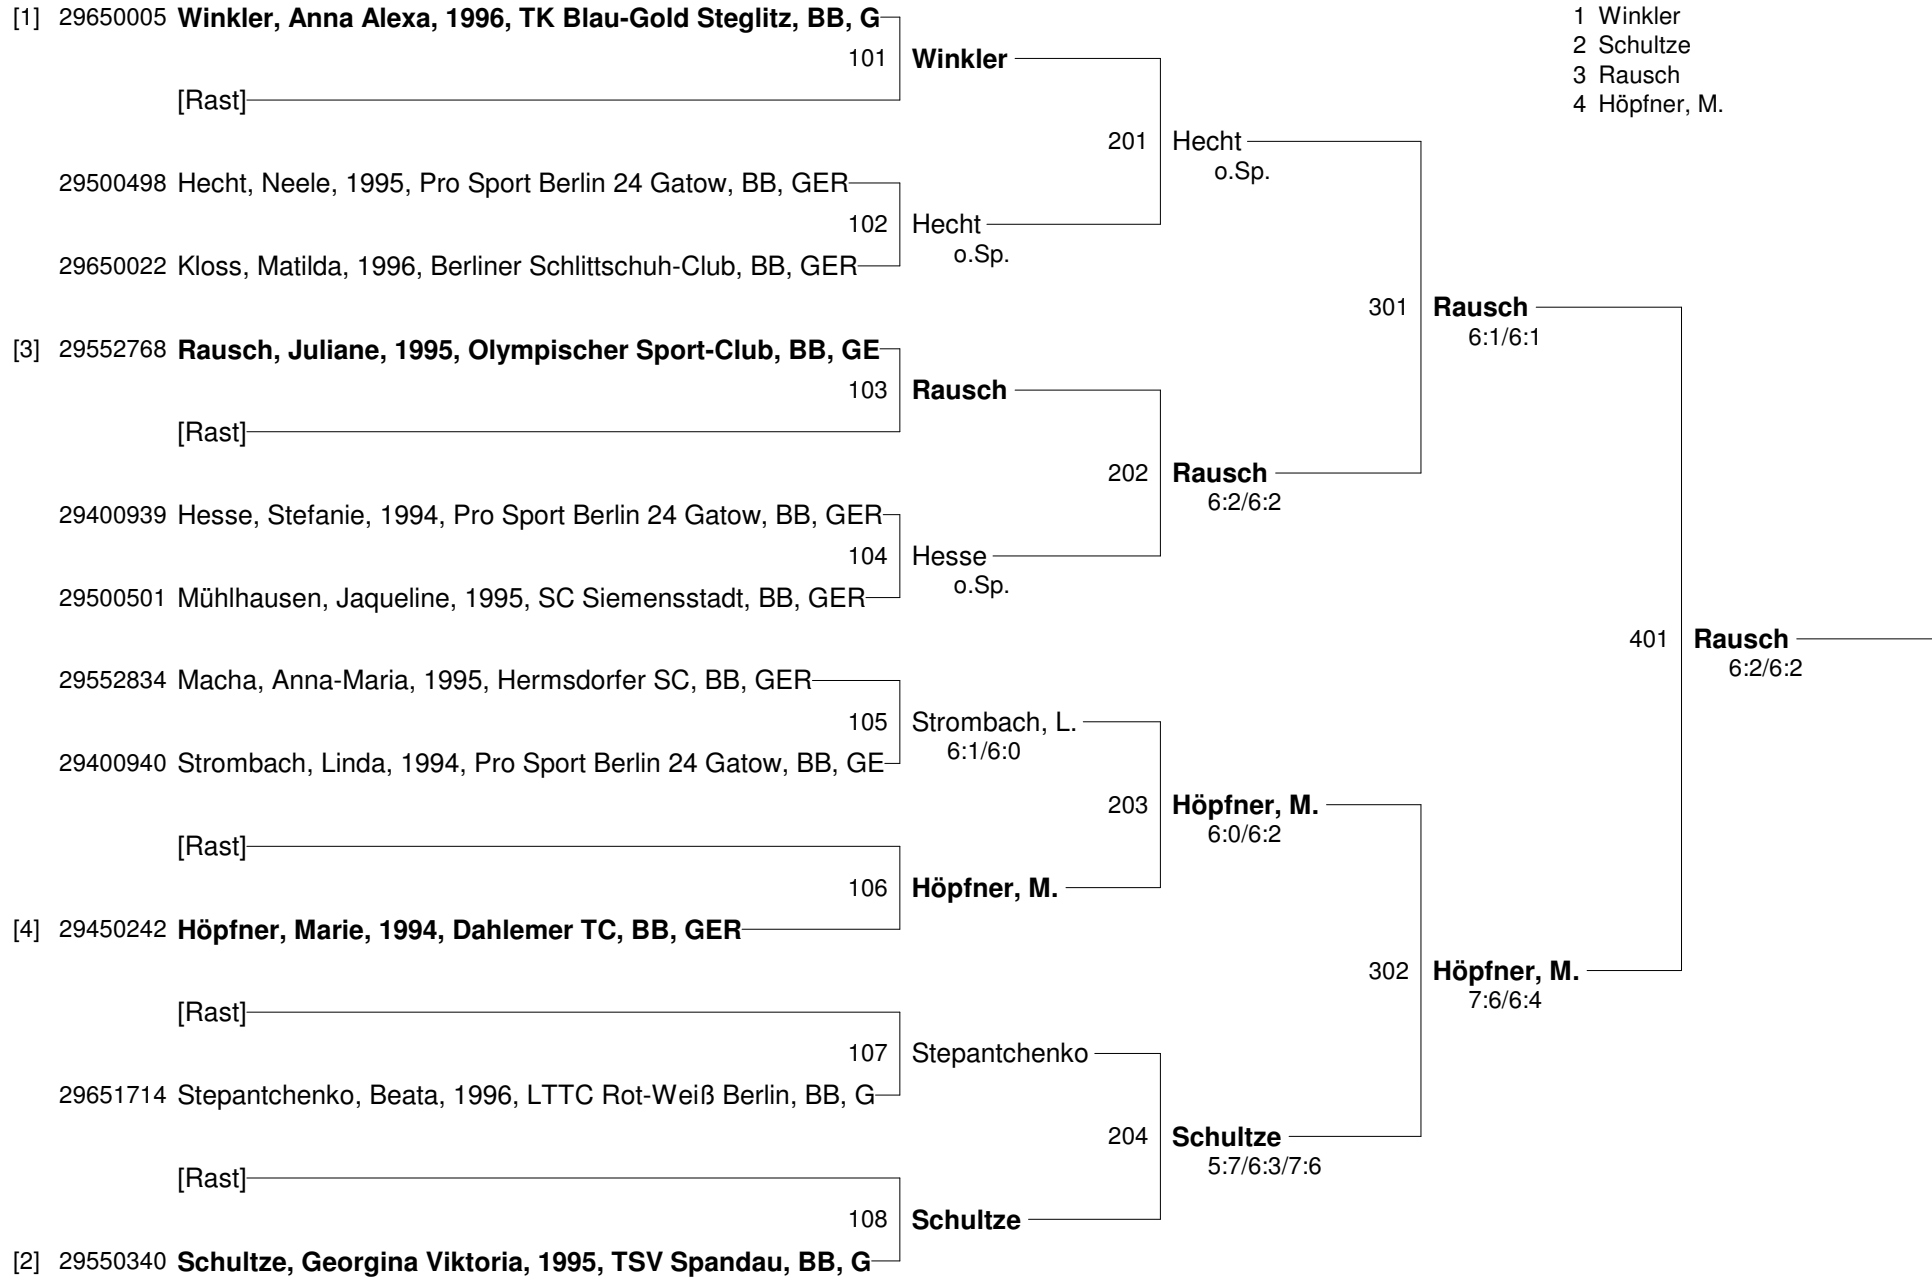 [1] 29650005 Winkler, Anna Alexa, 1996, TK Blau-Gold Steglitz, BB, G
1 Winkler
2 Schultze
3 Rausch
4 Höpfner, M.
101 Winkler
[Rast]
201 Hecht
o.Sp.
29500498 Hecht, Neele, 1995, Pro Sport Berlin 24 Gatow, BB, GER
102 Hecht
o.Sp.
29650022 Kloss, Matilda, 1996, Berliner Schlittschuh-Club, BB, GER
301 Rausch
6:1/6:1
[3] 29552768 Rausch, Juliane, 1995, Olympischer Sport-Club, BB, GE
103 Rausch
[Rast]
202 Rausch
6:2/6:2
29400939 Hesse, Stefanie, 1994, Pro Sport Berlin 24 Gatow, BB, GER
104 Hesse
o.Sp.
29500501 Mühlhausen, Jaqueline, 1995, SC Siemensstadt, BB, GER
401 Rausch
6:2/6:2
29552834 Macha, Anna-Maria, 1995, Hermsdorfer SC, BB, GER
105 Strombach, L.
6:1/6:0
29400940 Strombach, Linda, 1994, Pro Sport Berlin 24 Gatow, BB, GE
203 Höpfner, M.
6:0/6:2
[Rast]
106 Höpfner, M.
[4] 29450242 Höpfner, Marie, 1994, Dahlemer TC, BB, GER
302 Höpfner, M.
7:6/6:4
[Rast]
107 Stepantchenko
29651714 Stepantchenko, Beata, 1996, LTTC Rot-Weiß Berlin, BB, G
204 Schultze
5:7/6:3/7:6
[Rast]
108 Schultze
[2] 29550340 Schultze, Georgina Viktoria, 1995, TSV Spandau, BB, G